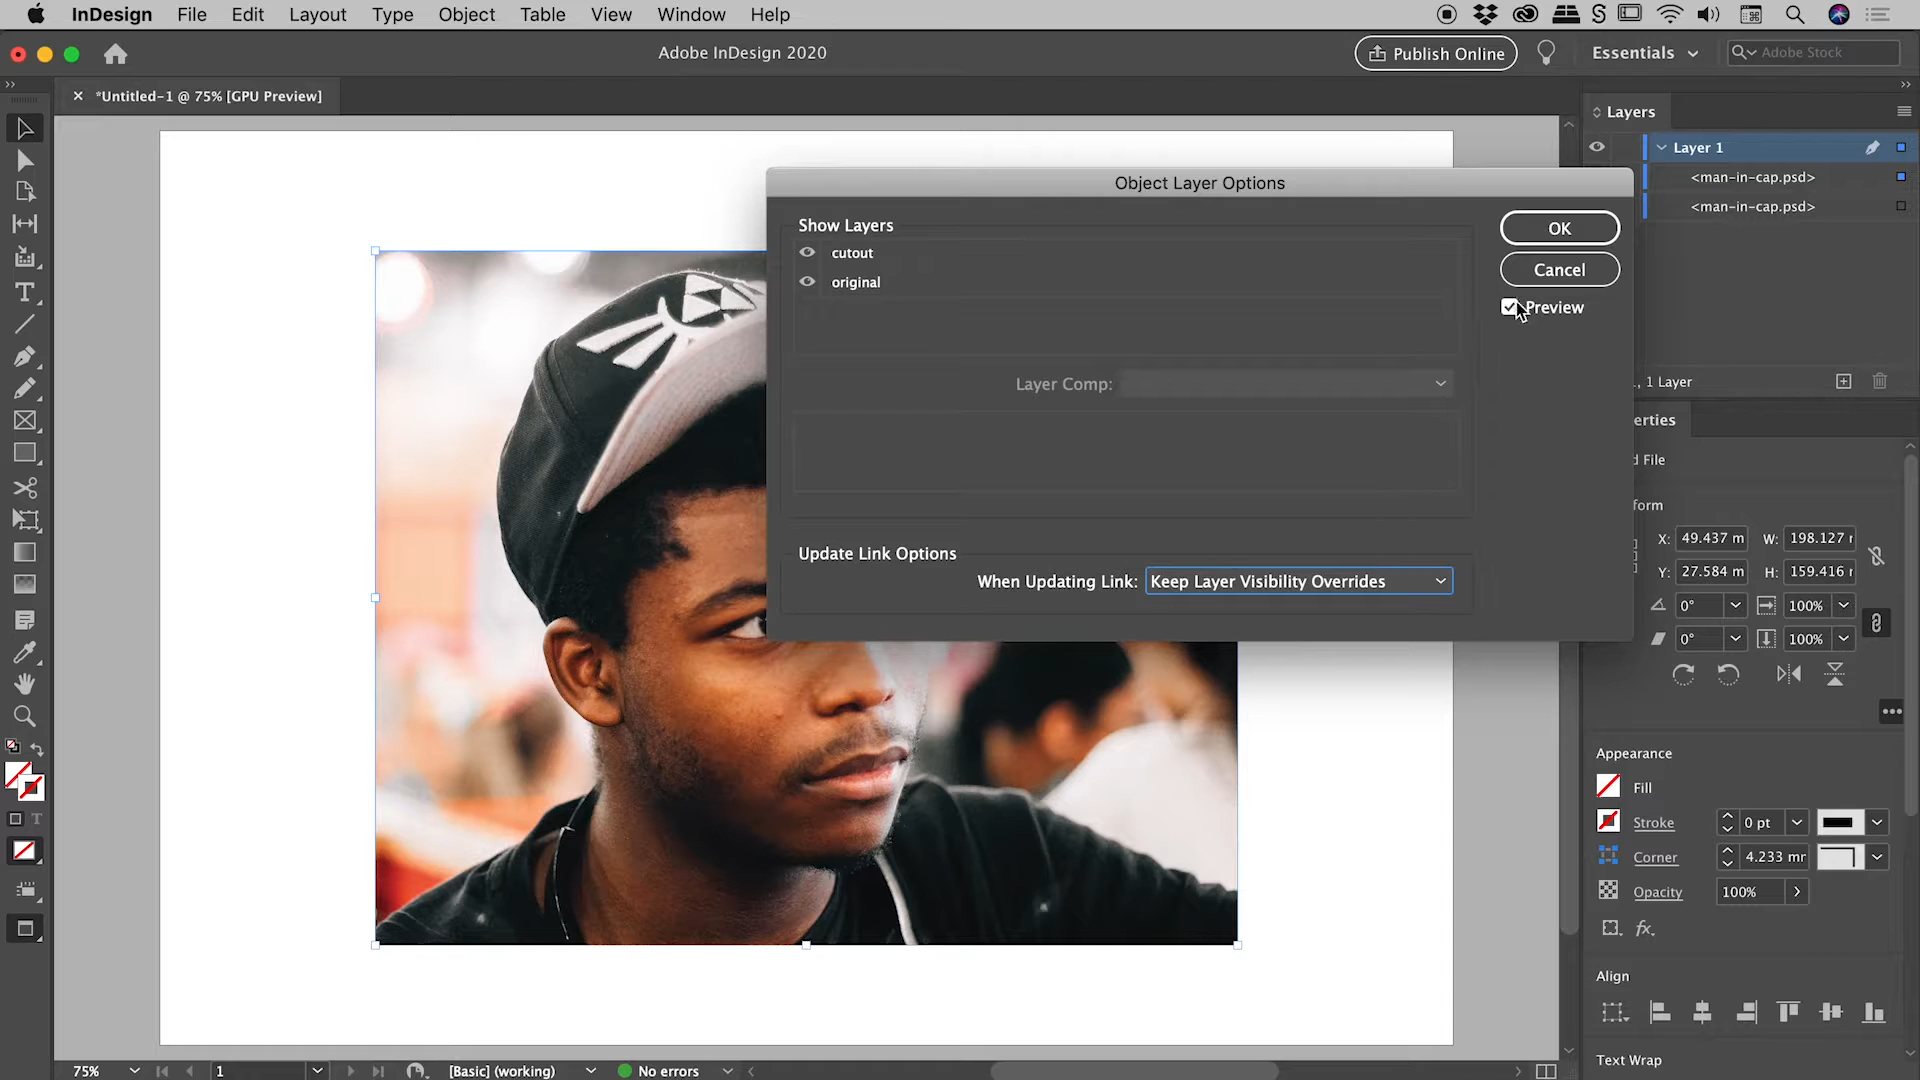 InDesign File Edit Layout Type Object Table View Window Help
Adobe InDesign 2020
Publish Online
Essentials
Adobe Stock
*Untitled-1 @ 75% [GPU Preview]
Layers
Layer 1
<man-in-cap.psd>
<man-in-cap.psd>
Object Layer Options
Show Layers
cutout
original
OK
Cancel
Preview
Layer Comp:
, 1 Layer
erties
d File
form
Update Link Options
When Updating Link: Keep Layer Visibility Overrides
X: 49.437 m W: 198.127
Y: 27.584 m H: 159.416
0° 100%
0° 100%
Appearance
Fill
Stroke 0 pt
Corner 4.233 mr
Opacity 100%
fx.
Align
Text Wrap
75% 1 [Basic] (working) No errors